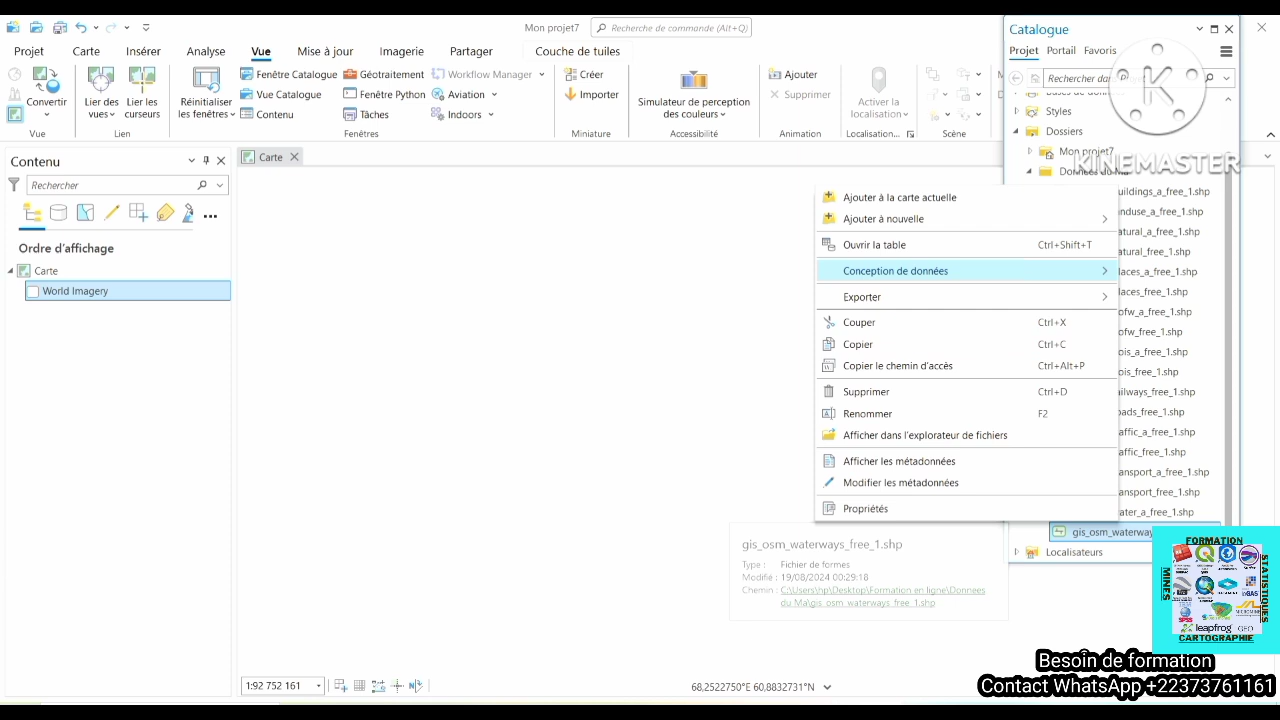 Mon projet7
Recherche de commande (Alt+Q)
Projet Carte Insérer Analyse Vue Mise à jour Imagerie Partager Couche de tuiles
Convertir
Vue
Lier des vues
Lier les curseurs
Lien
Réinitialiser les fenêtres
Fenêtre Catalogue
Vue Catalogue
Contenu
Géotraitement
Fenêtre Python
Tâches
Workflow Manager
Aviation
Indoors
Fenêtres
Créer
Importer
Miniature
Simulateur de perception des couleurs
Accessibilité
Ajouter
Supprimer
Animation
Activer la localisation
Localisation...
Scène
Contenu
Rechercher
Ordre d'affichage
Carte
World Imagery
Carte
1:92 752 161
68,2522750°E 60,8832731°N
Ajouter à la carte actuelle
Ajouter à nouvelle
Ouvrir la table Ctrl+Shift+T
Conception de données
Exporter
Couper Ctrl+X
Copier Ctrl+C
Copier le chemin d'accès Ctrl+Alt+P
Supprimer Ctrl+D
Renommer F2
Afficher dans l'explorateur de fichiers
Afficher les métadonnées
Modifier les métadonnées
Propriétés
gis_osm_waterways_free_1.shp
Type : Fichier de formes
Modifié : 19/08/2024 00:29:18
Chemin : C:\Users\hp\Desktop\Formation en ligne\Donnees
du Ma\gis_osm_waterways_free_1.shp
Catalogue
Projet Portail Favoris
Rechercher dans
Styles
Dossiers
Mon projet7
KINEMASTER
Donnees du Ma
uildings_a_free_1.shp
nduse_a_free_1.shp
atural_a_free_1.shp
atural_free_1.shp
laces_a_free_1.shp
laces_free_1.shp
ofw_a_free_1.shp
ofw_free_1.shp
ois_a_free_1.shp
ois_free_1.shp
ailways_free_1.shp
oads_free_1.shp
affic_a_free_1.shp
affic_free_1.shp
ansport_a_free_1.shp
ansport_free_1.shp
ater_a_free_1.shp
gis_osm_waterways
Localisateurs
FORMATION
MINES
STATISTIQUES
SPSS
leapfrog GEO
CARTOGRAPHIE
Besoin de formation
Contact WhatsApp +22373761161